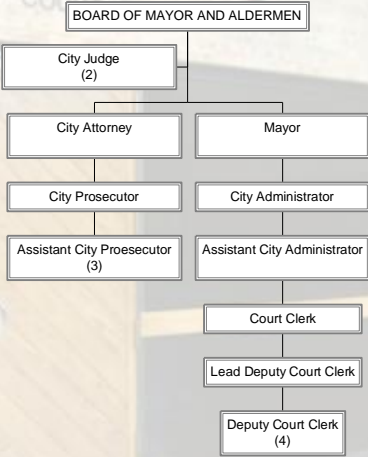 BOARD OF MAYOR AND ALDERMEN
City Judge
(2)
City Attorney
Mayor
City Prosecutor
City Administrator
Assistant City Proesecutor
(3)
Assistant City Administrator
Court Clerk
Lead Deputy Court Clerk
Deputy Court Clerk
(4)